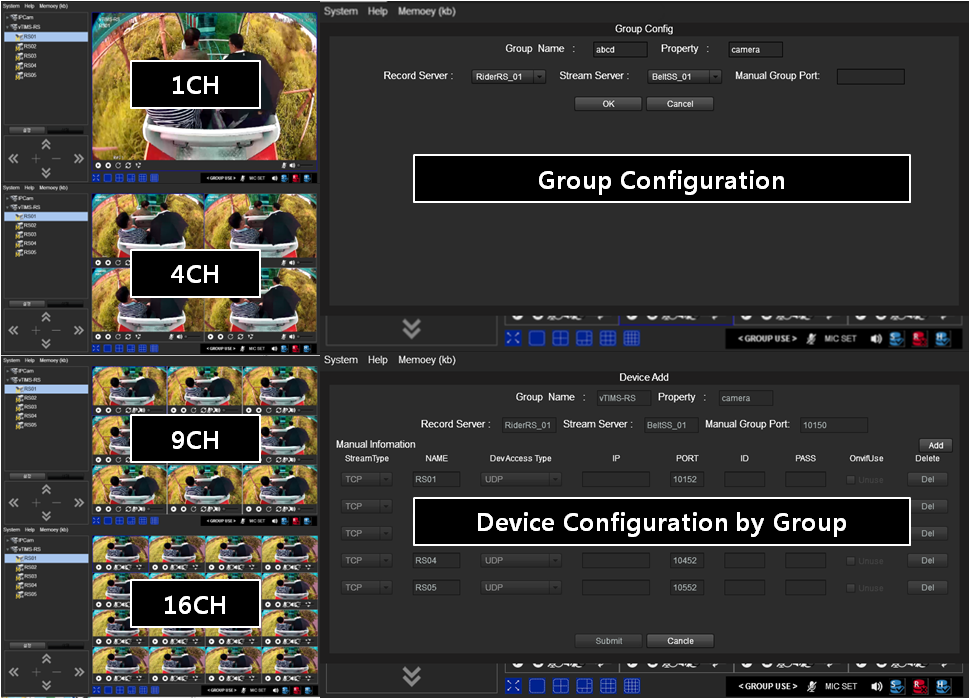 System Help Memoey (kb)
IPCam
vTIMS-RS
RS01
RS02
RS03
RS04
RS05
vTIMS-RS
RS01
1CH
< GROUP USE > MIC SET
System Help Memoey (kb)
IPCam
vTIMS-RS
RS01
RS02
RS03
RS04
RS05
4CH
< GROUP USE > MIC SET
System Help Memoey (kb)
IPCam
vTIMS-RS
RS01
RS02
RS03
RS04
RS05
9CH
< GROUP USE > MIC SET
System Help Memoey (kb)
IPCam
vTIMS-RS
RS01
RS02
RS03
RS04
RS05
16CH
< GROUP USE > MIC SET
System Help Memoey (kb)
Group Config
Group Name : abcd Property : camera
Record Server : RiderRS_01 Stream Server : BeltSS_01 Manual Group Port:
OK Cancel
Group Configuration
< GROUP USE > MIC SET
System Help Memoey (kb)
Device Add
Group Name : vTIMS-RS Property : camera
Record Server : RiderRS_01 Stream Server : BeltSS_01 Manual Group Port: 10150
Manual Infomation Add
StreamType NAME DevAccess Type IP PORT ID PASS OnvifUse Delete
TCP RS01 UDP 10152 Unuse Del
TCP Del
Device Configuration by Group
TCP Del
TCP RS04 UDP 10452 Unuse Del
TCP RS05 UDP 10552 Unuse Del
Submit Cancle
< GROUP USE > MIC SET